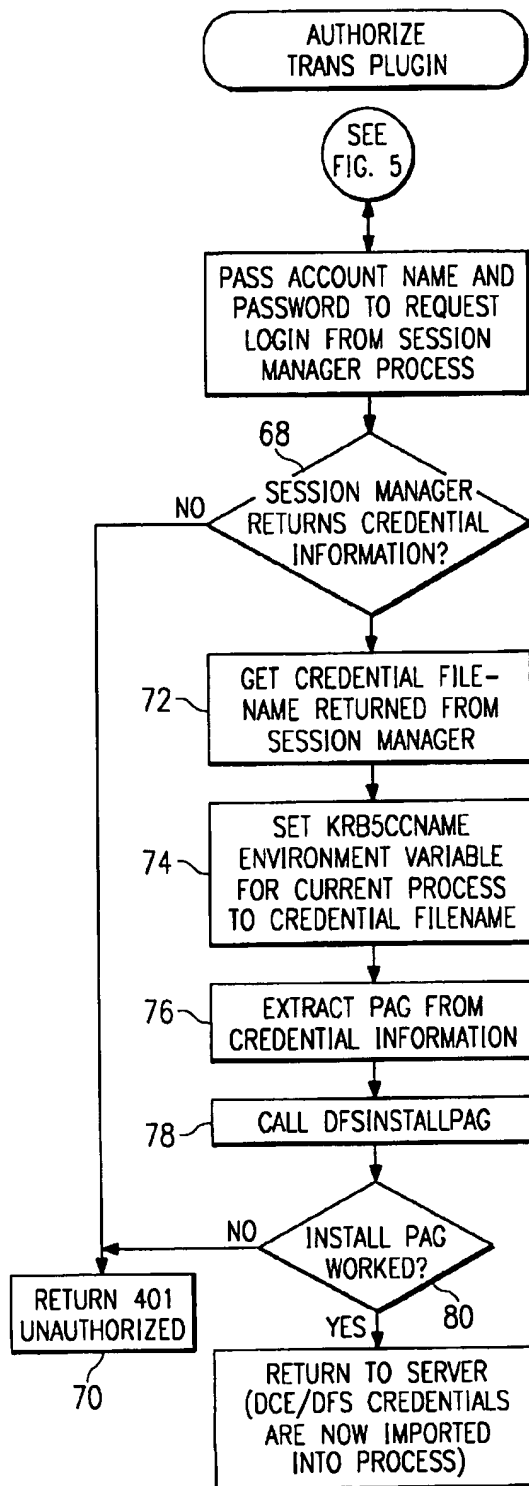 AUTHORIZE
TRANS PLUGIN
SEE
FIG. 5
PASS ACCOUNT NAME AND
PASSWORD TO REQUEST
LOGIN FROM SESSION
MANAGER PROCESS
68
NO
SESSION MANAGER
RETURNS CREDENTIAL
INFORMATION?
72
GET CREDENTIAL FILE-
NAME RETURNED FROM
SESSION MANAGER
74
SET KRB5CCNAME
ENVIRONMENT VARIABLE
FOR CURRENT PROCESS
TO CREDENTIAL FILENAME
76
EXTRACT PAG FROM
CREDENTIAL INFORMATION
78
CALL DFSINSTALLPAG
NO
INSTALL PAG
WORKED?
80
YES
RETURN 401
UNAUTHORIZED
70
RETURN TO SERVER
(DCE/DFS CREDENTIALS
ARE NOW IMPORTED
INTO PROCESS)